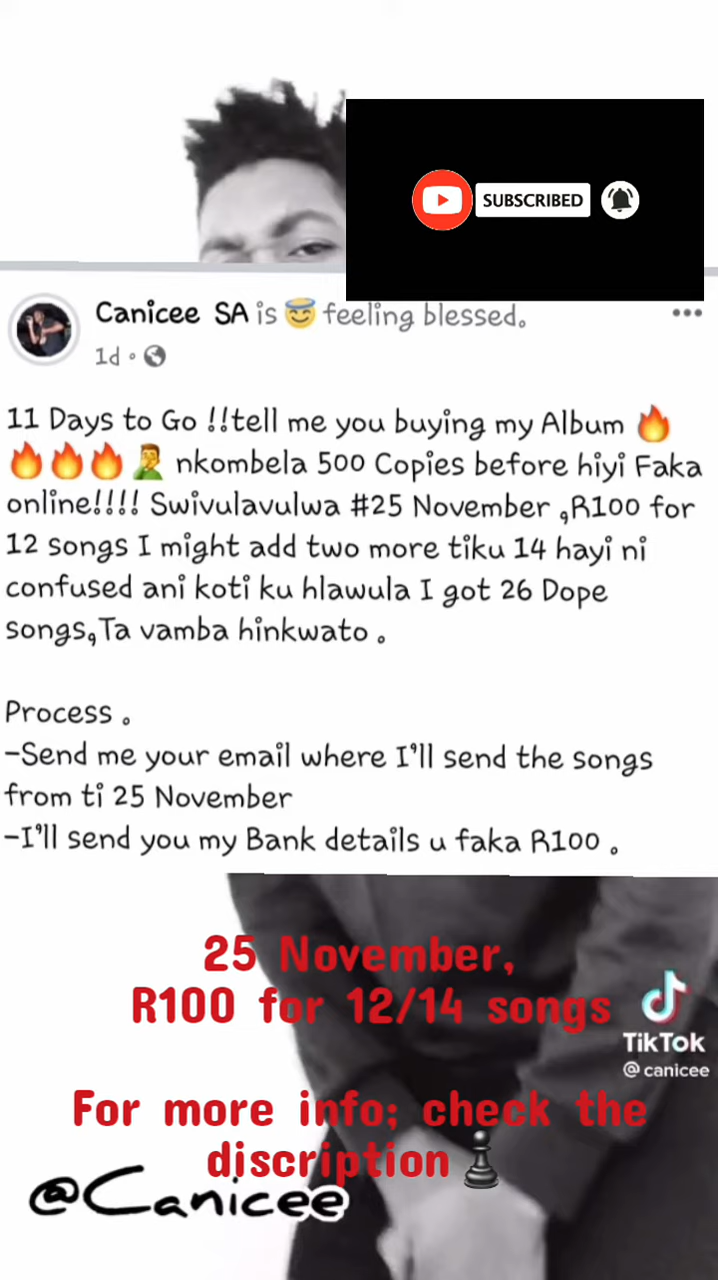 SUBSCRIBED
Canicee SA is 😇 feeling blessed.
1d
11 Days to Go !!tell me you buying my Album 🔥
🔥🔥🔥🤦‍♂️ nkombela 500 Copies before hiyi Faka
online!!!! Swivulavulwa #25 November ,R100 for
12 songs I might add two more tiku 14 hayi ni
confused ani koti ku hlawula I got 26 Dope
songs,Ta vamba hinkwato .
Process .
-Send me your email where I'll send the songs
from ti 25 November
-I'll send you my Bank details u faka R100 .
25 November,
R100 for 12/14 songs
TikTok
@canicee
For more info; check the
discription♟
@Canicee